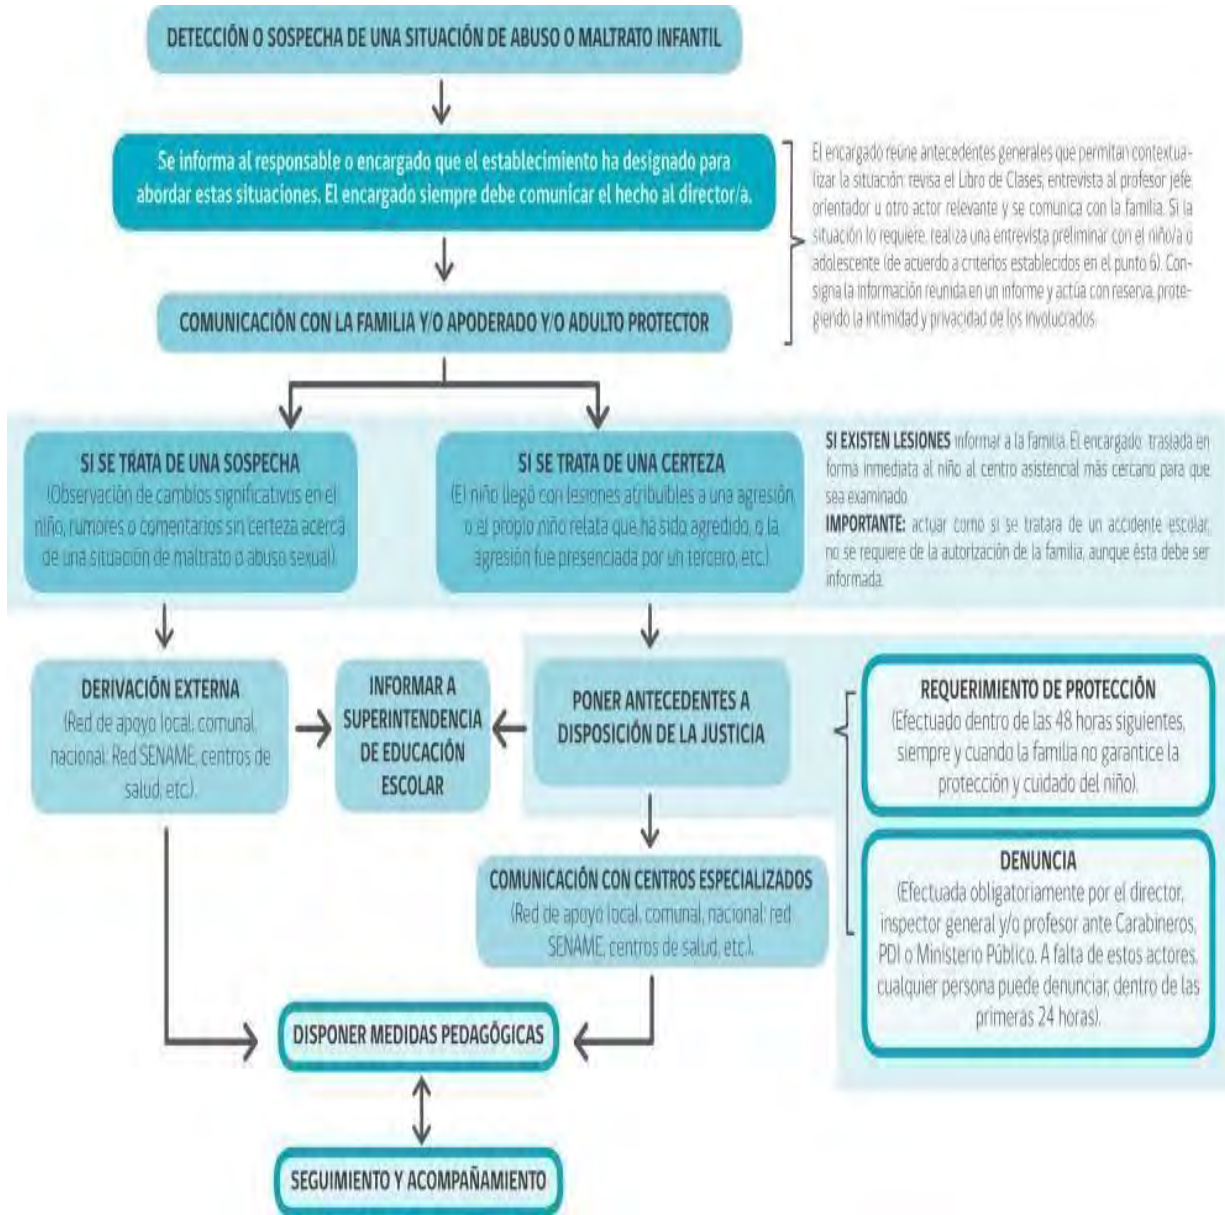 DETECCIÓN O SOSPECHA DE UNA SITUACIÓN DE ABUSO O MALTRATO INFANTIL
Se informa al responsable o encargado que el establecimiento ha designado para
abordar estas situaciones. El encargado siempre debe comunicar el hecho al director/a.
El encargado reúne antecedentes generales que permitan contextua-
lizar la situación: revisa el Libro de Clases, entrevista al profesor jefe,
orientador u otro actor relevante y se comunica con la familia. Si la
situación lo requiere, realiza una entrevista preliminar con el niño/a o
adolescente (de acuerdo a criterios establecidos en el punto 6). Con-
signa la información reunida en un informe y actúa con reserva, prote-
giendo la intimidad y privacidad de los involucrados.
COMUNICACIÓN CON LA FAMILIA Y/O APODERADO Y/O ADULTO PROTECTOR
SI SE TRATA DE UNA SOSPECHA
(Observación de cambios significativos en el
niño, rumores o comentarios sin certeza acerca
de una situación de maltrato o abuso sexual).
SI SE TRATA DE UNA CERTEZA
(El niño llegó con lesiones atribuibles a una agresión
o el propio niño relata que ha sido agredido, o la
agresión fue presenciada por un tercero, etc.)
SI EXISTEN LESIONES informar a la familia. El encargado traslada en
forma inmediata al niño al centro asistencial más cercano para que
sea examinado.
IMPORTANTE: actuar como si se tratara de un accidente escolar,
no se requiere de la autorización de la familia, aunque ésta debe ser
informada.
DERIVACIÓN EXTERNA
(Red de apoyo local, comunal,
nacional: Red SENAME, centros de
salud, etc.).
INFORMAR A
SUPERINTENDENCIA
DE EDUCACIÓN
ESCOLAR
PONER ANTECEDENTES A
DISPOSICIÓN DE LA JUSTICIA
REQUERIMIENTO DE PROTECCIÓN
(Efectuado dentro de las 48 horas siguientes,
siempre y cuando la familia no garantice la
protección y cuidado del niño).
DENUNCIA
(Efectuada obligatoriamente por el director,
inspector general y/o profesor ante Carabineros,
PDI o Ministerio Público. A falta de estos actores,
cualquier persona puede denunciar, dentro de las
primeras 24 horas).
COMUNICACIÓN CON CENTROS ESPECIALIZADOS
(Red de apoyo local, comunal, nacional: red
SENAME, centros de salud, etc.).
DISPONER MEDIDAS PEDAGÓGICAS
SEGUIMIENTO Y ACOMPAÑAMIENTO